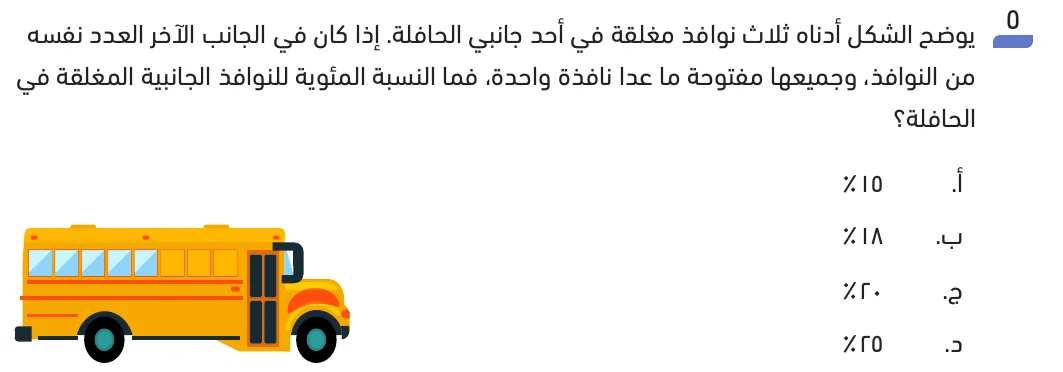 ٥
يوضح الشكل أدناه ثلاث نوافذ مغلقة في أحد جانبي الحافلة. إذا كان في الجانب الآخر العدد نفسه
من النوافذ، وجميعها مفتوحة ما عدا نافذة واحدة، فما النسبة المئوية للنوافذ الجانبية المغلقة في
الحافلة؟
أ. ١٥٪
ب. ١٨٪
ج. ٢٠٪
د. ٢٥٪